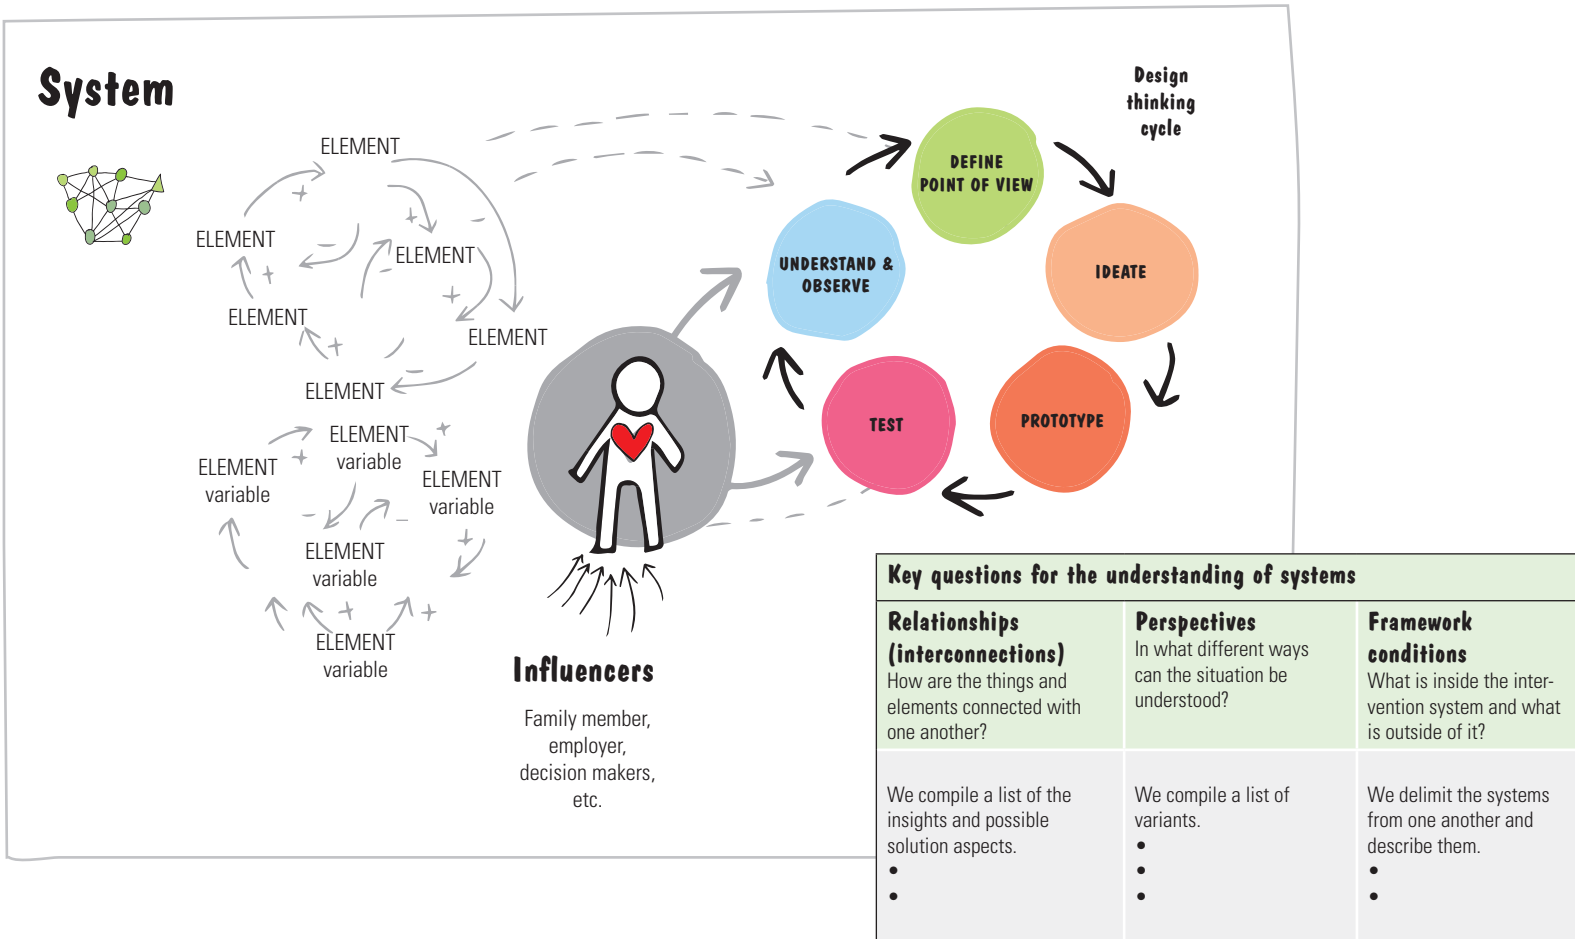 System
Design
thinking
cycle
ELEMENT
ELEMENT
ELEMENT
ELEMENT
ELEMENT
ELEMENT
ELEMENT
variable
ELEMENT
variable
ELEMENT
variable
ELEMENT
variable
ELEMENT
variable
+
–
+
–
+
–
+
+
–
+
+
–
–
+
+
+
DEFINE
POINT OF VIEW
UNDERSTAND &
OBSERVE
IDEATE
TEST
PROTOTYPE
Influencers
Family member,
employer,
decision makers,
etc.
Key questions for the understanding of systems
Relationships
(interconnections)
How are the things and
elements connected with
one another?
Perspectives
In what different ways
can the situation be
understood?
Framework
conditions
What is inside the inter-
vention system and what
is outside of it?
We compile a list of the
insights and possible
solution aspects.
•
•
We compile a list of
variants.
•
•
•
We delimit the systems
from one another and
describe them.
•
•